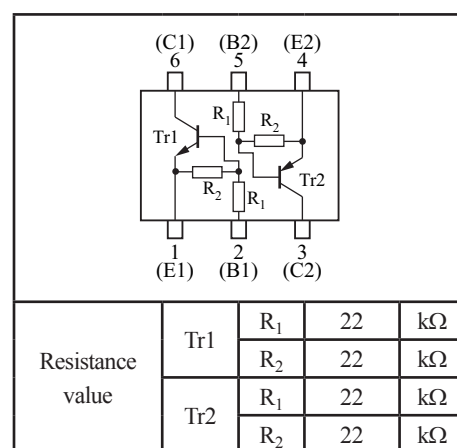 (C1) (B2) (E2)
6 5 4
R1
R2
Tr1
Tr2
R2
R1
1 2 3
(E1) (B1) (C2)
Resistance value
Tr1
R1 22 kΩ
R2 22 kΩ
Tr2
R1 22 kΩ
R2 22 kΩ